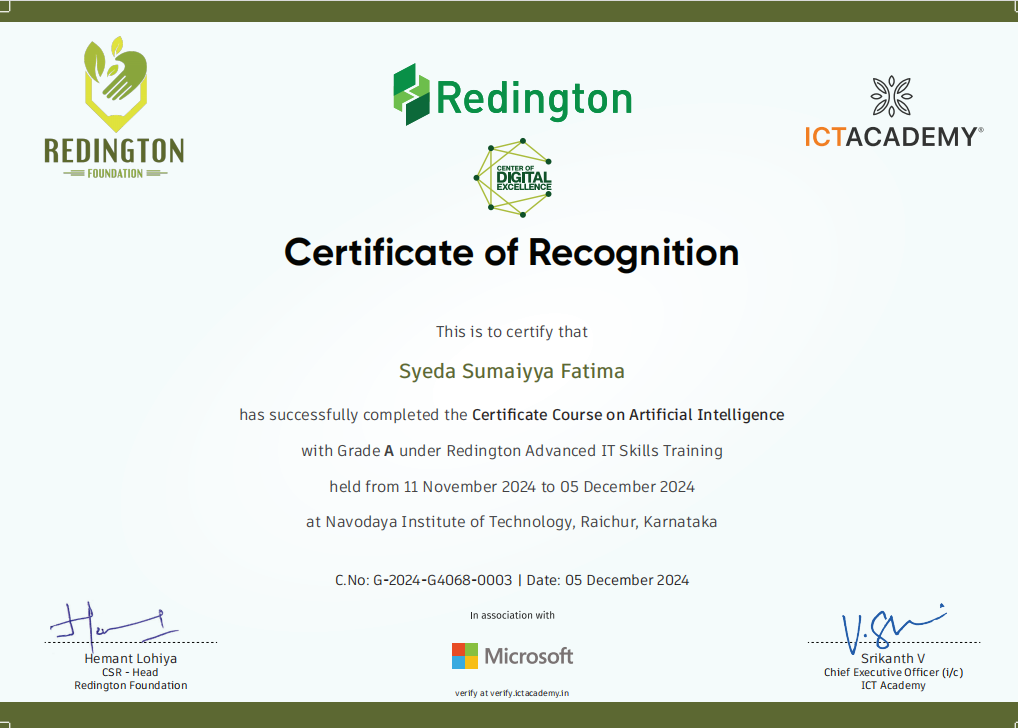 REDINGTON
FOUNDATION
Redington
CENTER OF
DIGITAL
EXCELLENCE
ICTACADEMY®
Certificate of Recognition
This is to certify that
Syeda Sumaiyya Fatima
has successfully completed the Certificate Course on Artificial Intelligence
with Grade A under Redington Advanced IT Skills Training
held from 11 November 2024 to 05 December 2024
at Navodaya Institute of Technology, Raichur, Karnataka
C.No: G-2024-G4068-0003 | Date: 05 December 2024
Hemant Lohiya
CSR - Head
Redington Foundation
In association with
Microsoft
verify at verify.ictacademy.in
V.S
Srikanth V
Chief Executive Officer (i/c)
ICT Academy